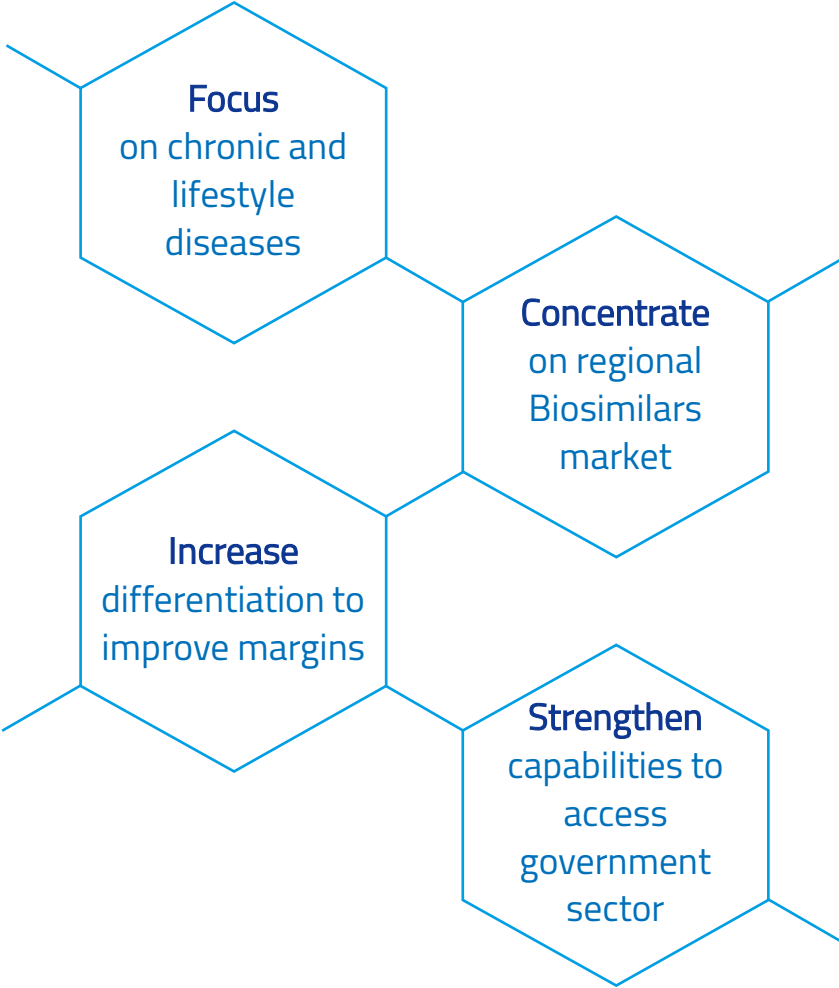 Focus
on chronic and
lifestyle
diseases
Concentrate
on regional
Biosimilars
market
Increase
differentiation to
improve margins
Strengthen
capabilities to
access
government
sector